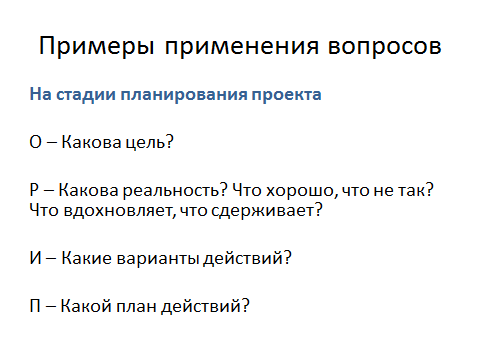 Примеры применения вопросов
На стадии планирования проекта
О – Какова цель?
Р – Какова реальность? Что хорошо, что не так?
Что вдохновляет, что сдерживает?
И – Какие варианты действий?
П – Какой план действий?